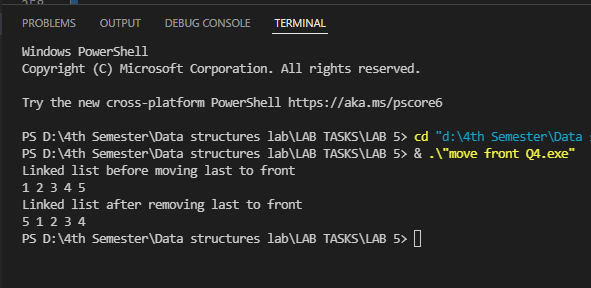 PROBLEMS OUTPUT DEBUG CONSOLE TERMINAL
Windows PowerShell
Copyright (C) Microsoft Corporation. All rights reserved.
Try the new cross-platform PowerShell https://aka.ms/pscore6
PS D:\4th Semester\Data structures lab\LAB TASKS\LAB 5> cd "d:\4th Semester\Data s
PS D:\4th Semester\Data structures lab\LAB TASKS\LAB 5> & .\"move front Q4.exe"
Linked list before moving last to front
1 2 3 4 5
Linked list after removing last to front
5 1 2 3 4
PS D:\4th Semester\Data structures lab\LAB TASKS\LAB 5>